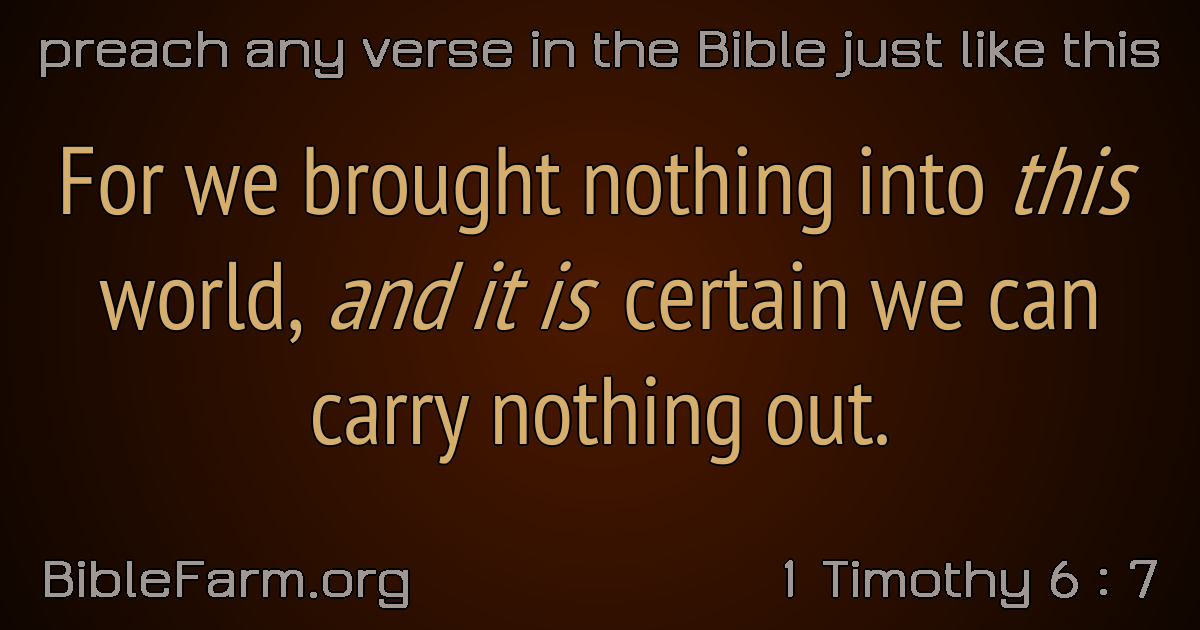 preach any verse in the Bible just like this
For we brought nothing into this
world, and it is certain we can
carry nothing out.
BibleFarm.org
1 Timothy 6 : 7